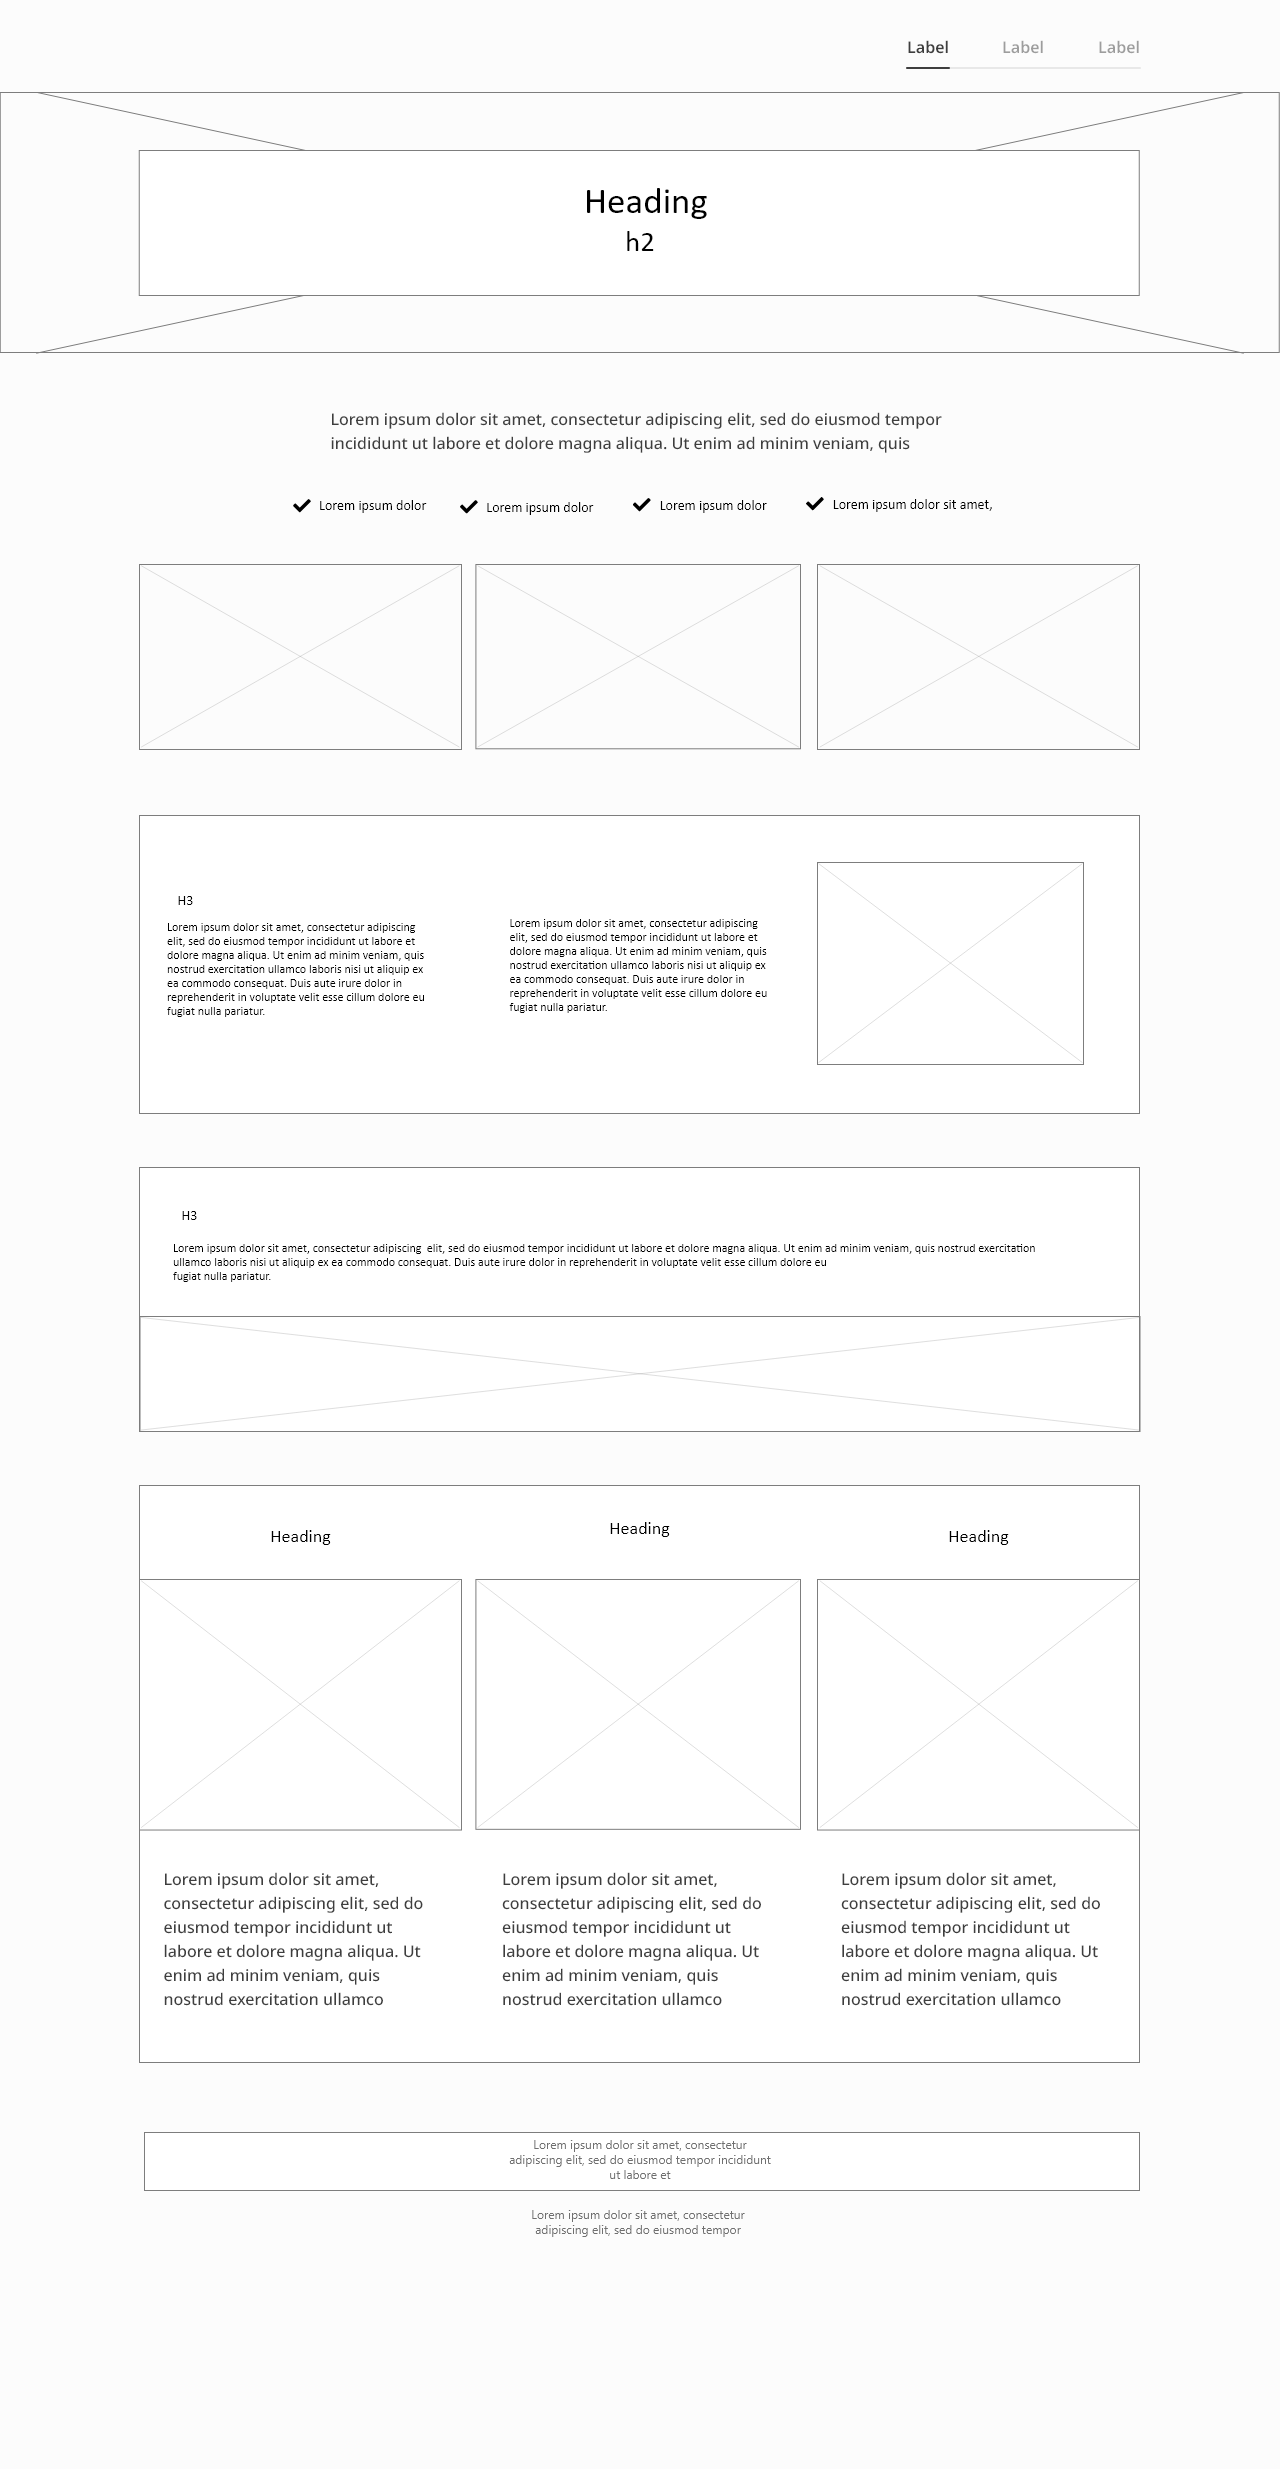 Label Label Label
Heading
h2
Lorem ipsum dolor sit amet, consectetur adipiscing elit, sed do eiusmod tempor
incididunt ut labore et dolore magna aliqua. Ut enim ad minim veniam, quis
Lorem ipsum dolor Lorem ipsum dolor Lorem ipsum dolor Lorem ipsum dolor sit amet,
H3
Lorem ipsum dolor sit amet, consectetur adipiscing
elit, sed do eiusmod tempor incididunt ut labore et
dolore magna aliqua. Ut enim ad minim veniam, quis
nostrud exercitation ullamco laboris nisi ut aliquip ex
ea commodo consequat. Duis aute irure dolor in
reprehenderit in voluptate velit esse cillum dolore eu
fugiat nulla pariatur.
Lorem ipsum dolor sit amet, consectetur adipiscing
elit, sed do eiusmod tempor incididunt ut labore et
dolore magna aliqua. Ut enim ad minim veniam, quis
nostrud exercitation ullamco laboris nisi ut aliquip ex
ea commodo consequat. Duis aute irure dolor in
reprehenderit in voluptate velit esse cillum dolore eu
fugiat nulla pariatur.
H3
Lorem ipsum dolor sit amet, consectetur adipiscing  elit, sed do eiusmod tempor incididunt ut labore et dolore magna aliqua. Ut enim ad minim veniam, quis nostrud exercitation
ullamco laboris nisi ut aliquip ex ea commodo consequat. Duis aute irure dolor in reprehenderit in voluptate velit esse cillum dolore eu
fugiat nulla pariatur.
Heading Heading Heading
Lorem ipsum dolor sit amet,
consectetur adipiscing elit, sed do
eiusmod tempor incididunt ut
labore et dolore magna aliqua. Ut
enim ad minim veniam, quis
nostrud exercitation ullamco
Lorem ipsum dolor sit amet,
consectetur adipiscing elit, sed do
eiusmod tempor incididunt ut
labore et dolore magna aliqua. Ut
enim ad minim veniam, quis
nostrud exercitation ullamco
Lorem ipsum dolor sit amet,
consectetur adipiscing elit, sed do
eiusmod tempor incididunt ut
labore et dolore magna aliqua. Ut
enim ad minim veniam, quis
nostrud exercitation ullamco
Lorem ipsum dolor sit amet, consectetur
adipiscing elit, sed do eiusmod tempor incididunt
ut labore et
Lorem ipsum dolor sit amet, consectetur
adipiscing elit, sed do eiusmod tempor